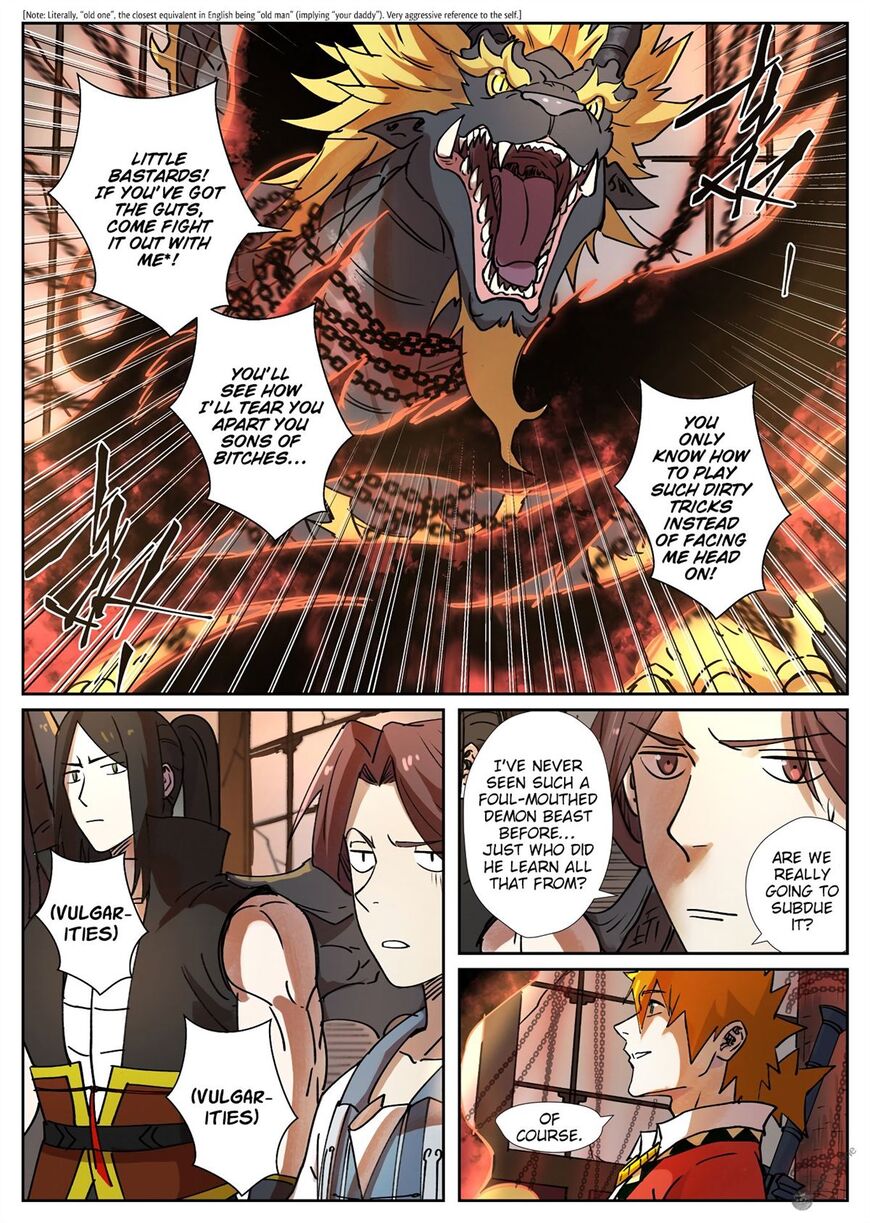 [Note: Literally, “old one”, the closest equivalent in English being “old man” (implying “your daddy”). Very aggressive reference to the self.]
LITTLE
BASTARDS!
IF YOU'VE GOT
THE GUTS,
COME FIGHT
IT OUT WITH
ME*!
YOU'LL
SEE HOW
I'LL TEAR YOU
APART YOU
SONS OF
BITCHES...
YOU
ONLY
KNOW HOW
TO PLAY
SUCH DIRTY
TRICKS
INSTEAD
OF FACING
ME HEAD
ON!
(VULGAR-
ITIES)
(VULGAR-
ITIES)
I'VE NEVER
SEEN SUCH A
FOUL-MOUTHED
DEMON BEAST
BEFORE...
JUST WHO DID
HE LEARN ALL
THAT FROM?
ARE WE
REALLY
GOING TO
SUBDUE
IT?
OF
COURSE.